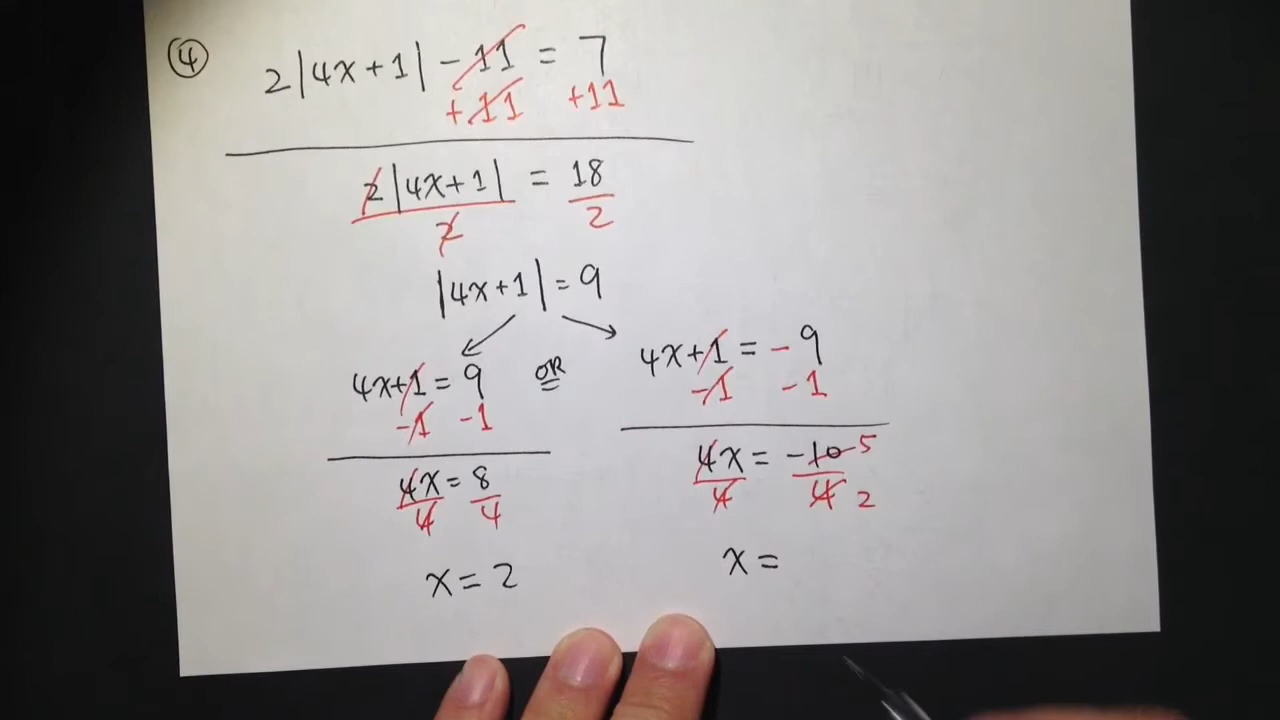 ④ 2|4x+1| - 11 = 7
+11 +11
2|4x+1| = 18
2 2
|4x+1| = 9
4x+1 = 9 OR 4x+1 = -9
-1 -1 -1 -1
4x = 8 4x = -10 5
4 4 4 4 2
x = 2 x =